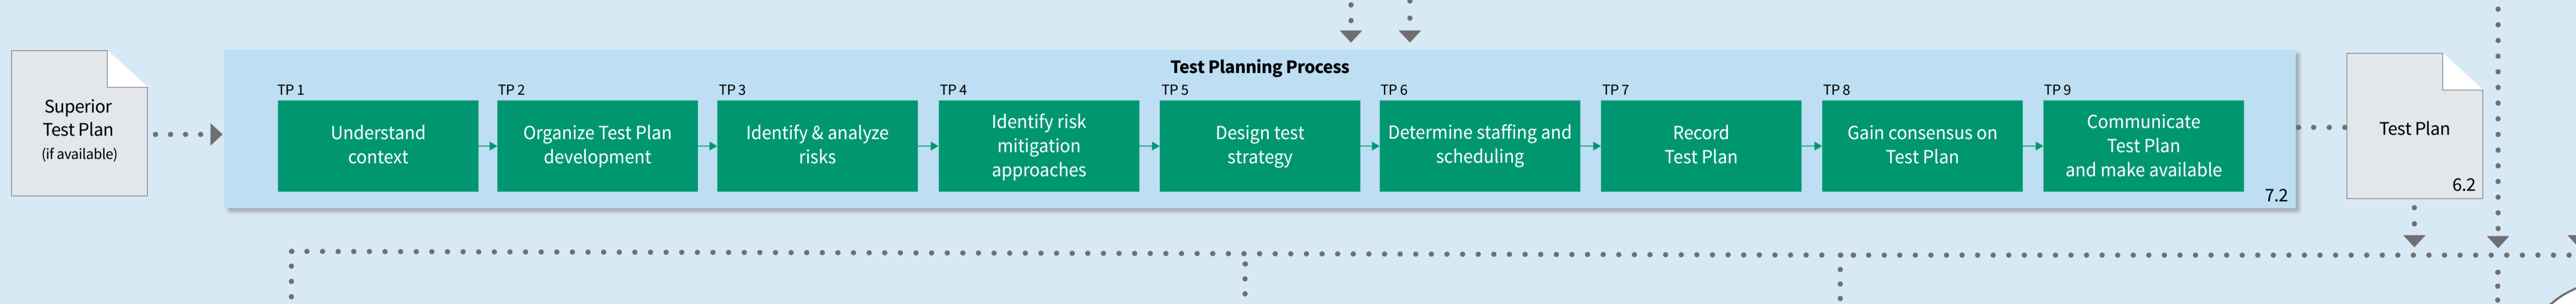 Superior
Test Plan
(if available)
Test Planning Process
TP 1
Understand
context
TP 2
Organize Test Plan
development
TP 3
Identify & analyze
risks
TP 4
Identify risk
mitigation
approaches
TP 5
Design test
strategy
TP 6
Determine staffing and
scheduling
TP 7
Record
Test Plan
TP 8
Gain consensus on
Test Plan
TP 9
Communicate
Test Plan
and make available
7.2
Test Plan
6.2